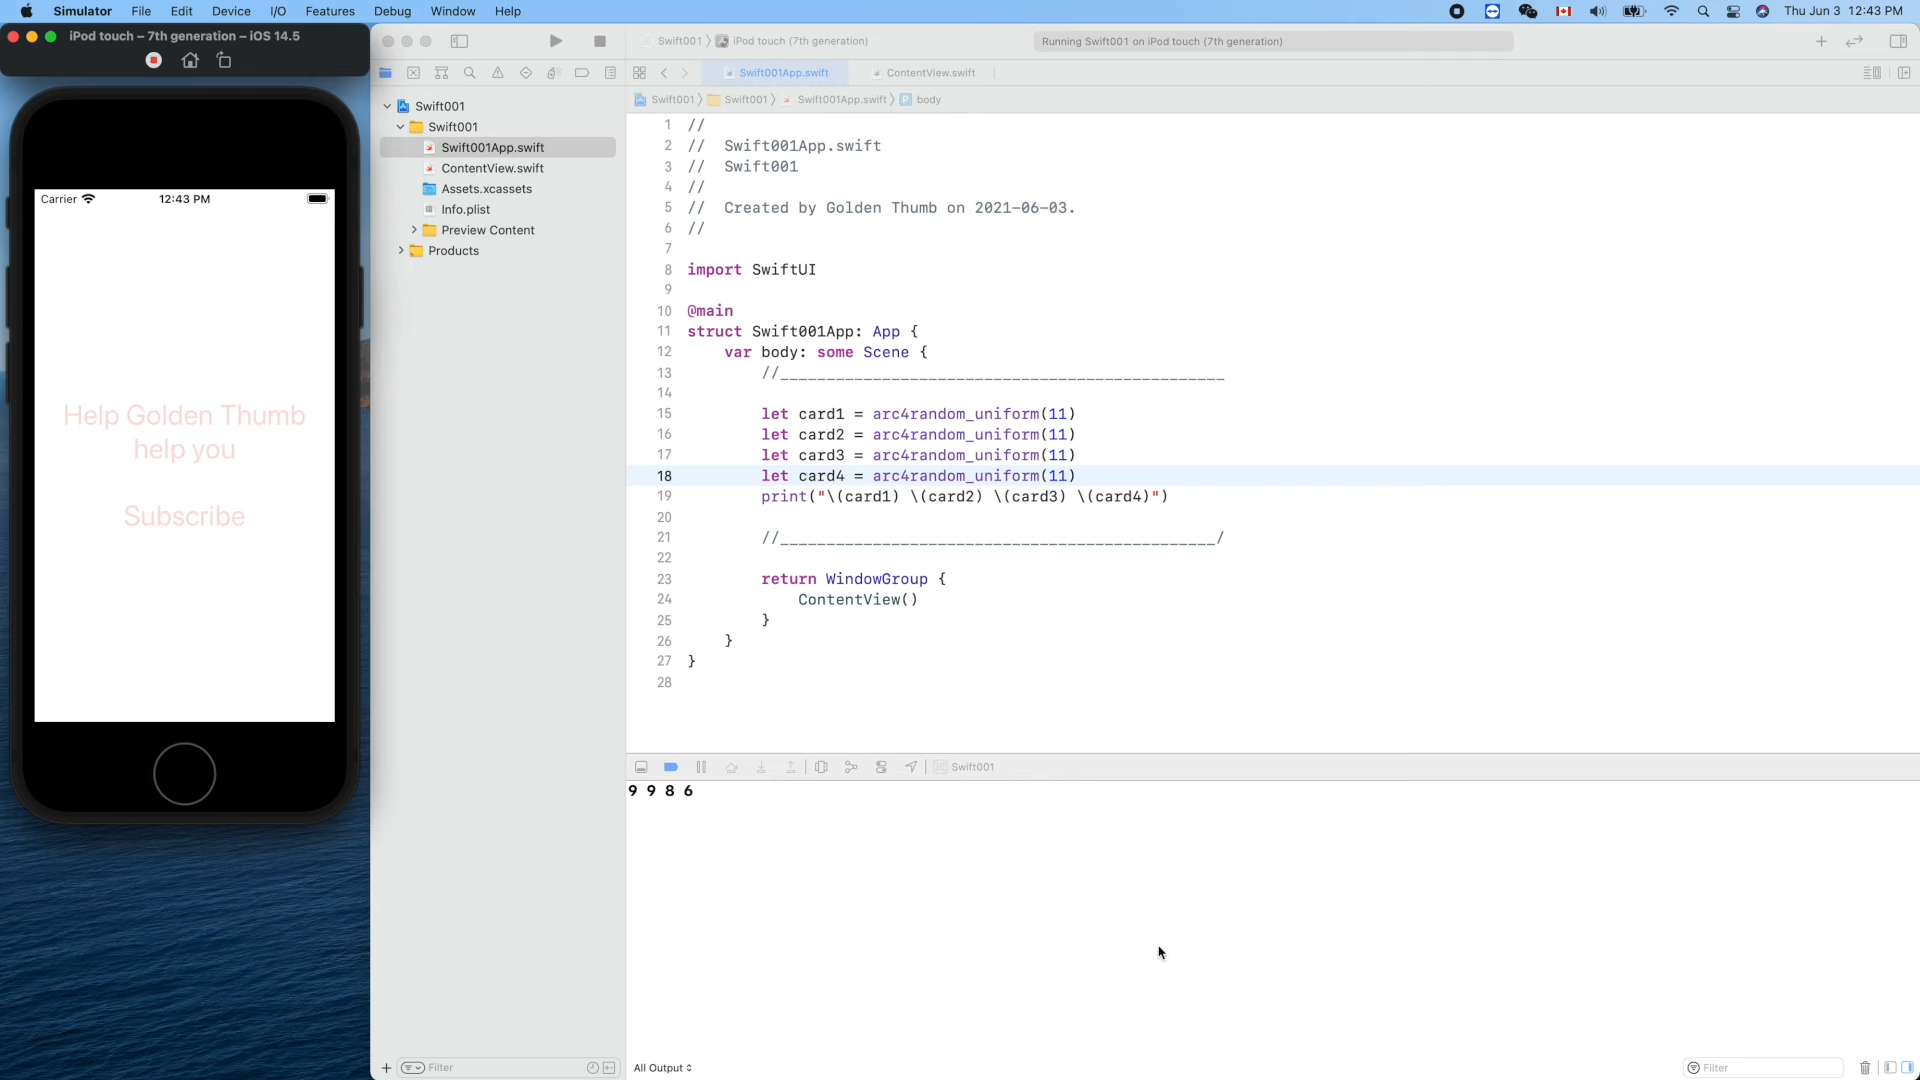 Simulator File Edit Device I/O Features Debug Window Help Thu Jun 3 12:43 PM
iPod touch – 7th generation – iOS 14.5
Carrier 12:43 PM
Help Golden Thumb
help you
Subscribe
Swift001 〉 iPod touch (7th generation)
Running Swift001 on iPod touch (7th generation)
Swift001App.swift ContentView.swift
Swift001 〉 Swift001 〉 Swift001App.swift 〉 P body
Swift001
Swift001
Swift001App.swift
ContentView.swift
Assets.xcassets
Info.plist
Preview Content
Products
Filter
1 //
2 //  Swift001App.swift
3 //  Swift001
4 //
5 //  Created by Golden Thumb on 2021-06-03.
6 //
7
8 import SwiftUI
9
10 @main
11 struct Swift001App: App {
12     var body: some Scene {
13         //________________________________________________
14
15         let card1 = arc4random_uniform(11)
16         let card2 = arc4random_uniform(11)
17         let card3 = arc4random_uniform(11)
18         let card4 = arc4random_uniform(11)
19         print("\(card1) \(card2) \(card3) \(card4)")
20
21         //_______________________________________________/
22
23         return WindowGroup {
24             ContentView()
25         }
26     }
27 }
28
Swift001
9 9 8 6
All Output
Filter